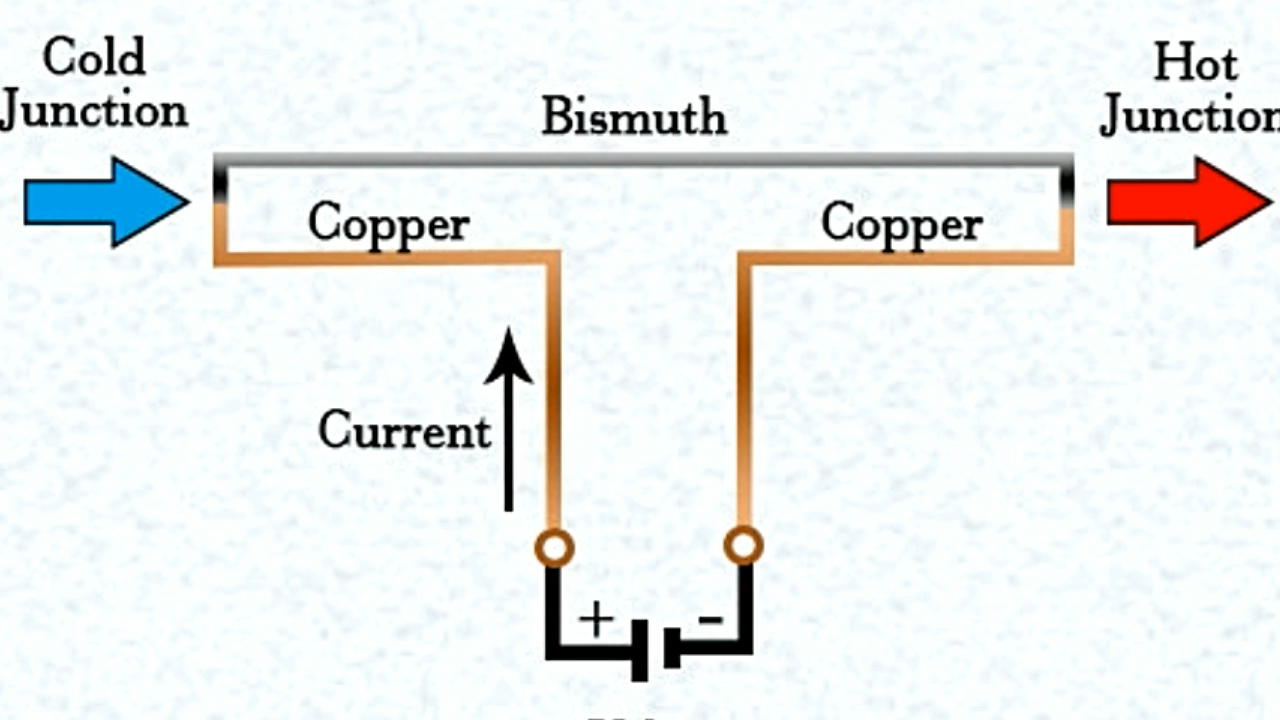 Cold
Junction
Hot
Junction
Bismuth
Copper
Copper
Current
+
-